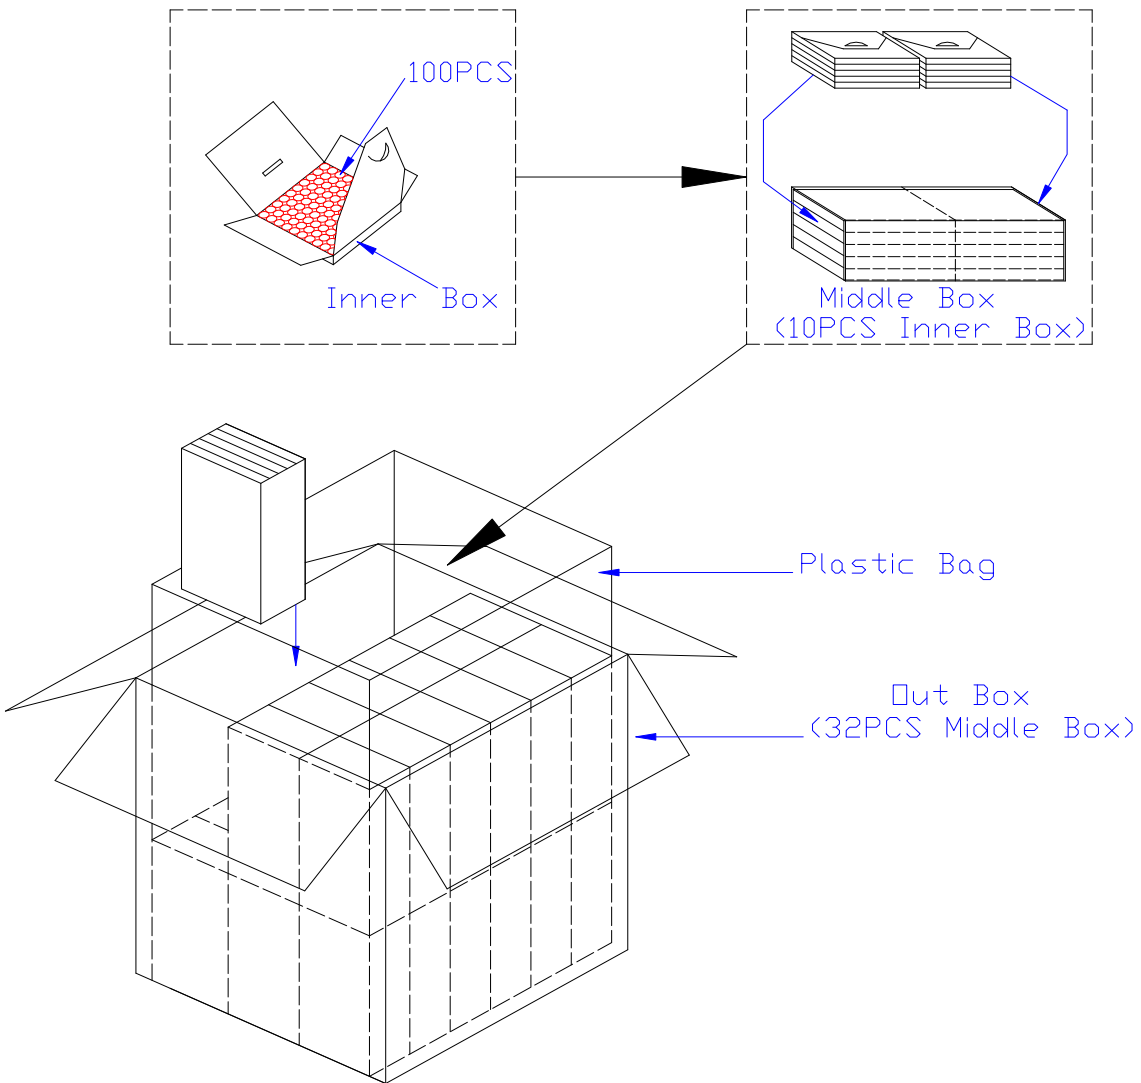 100PCS
Inner Box
Middle Box
(10PCS Inner Box)
Plastic Bag
Out Box
(32PCS Middle Box)